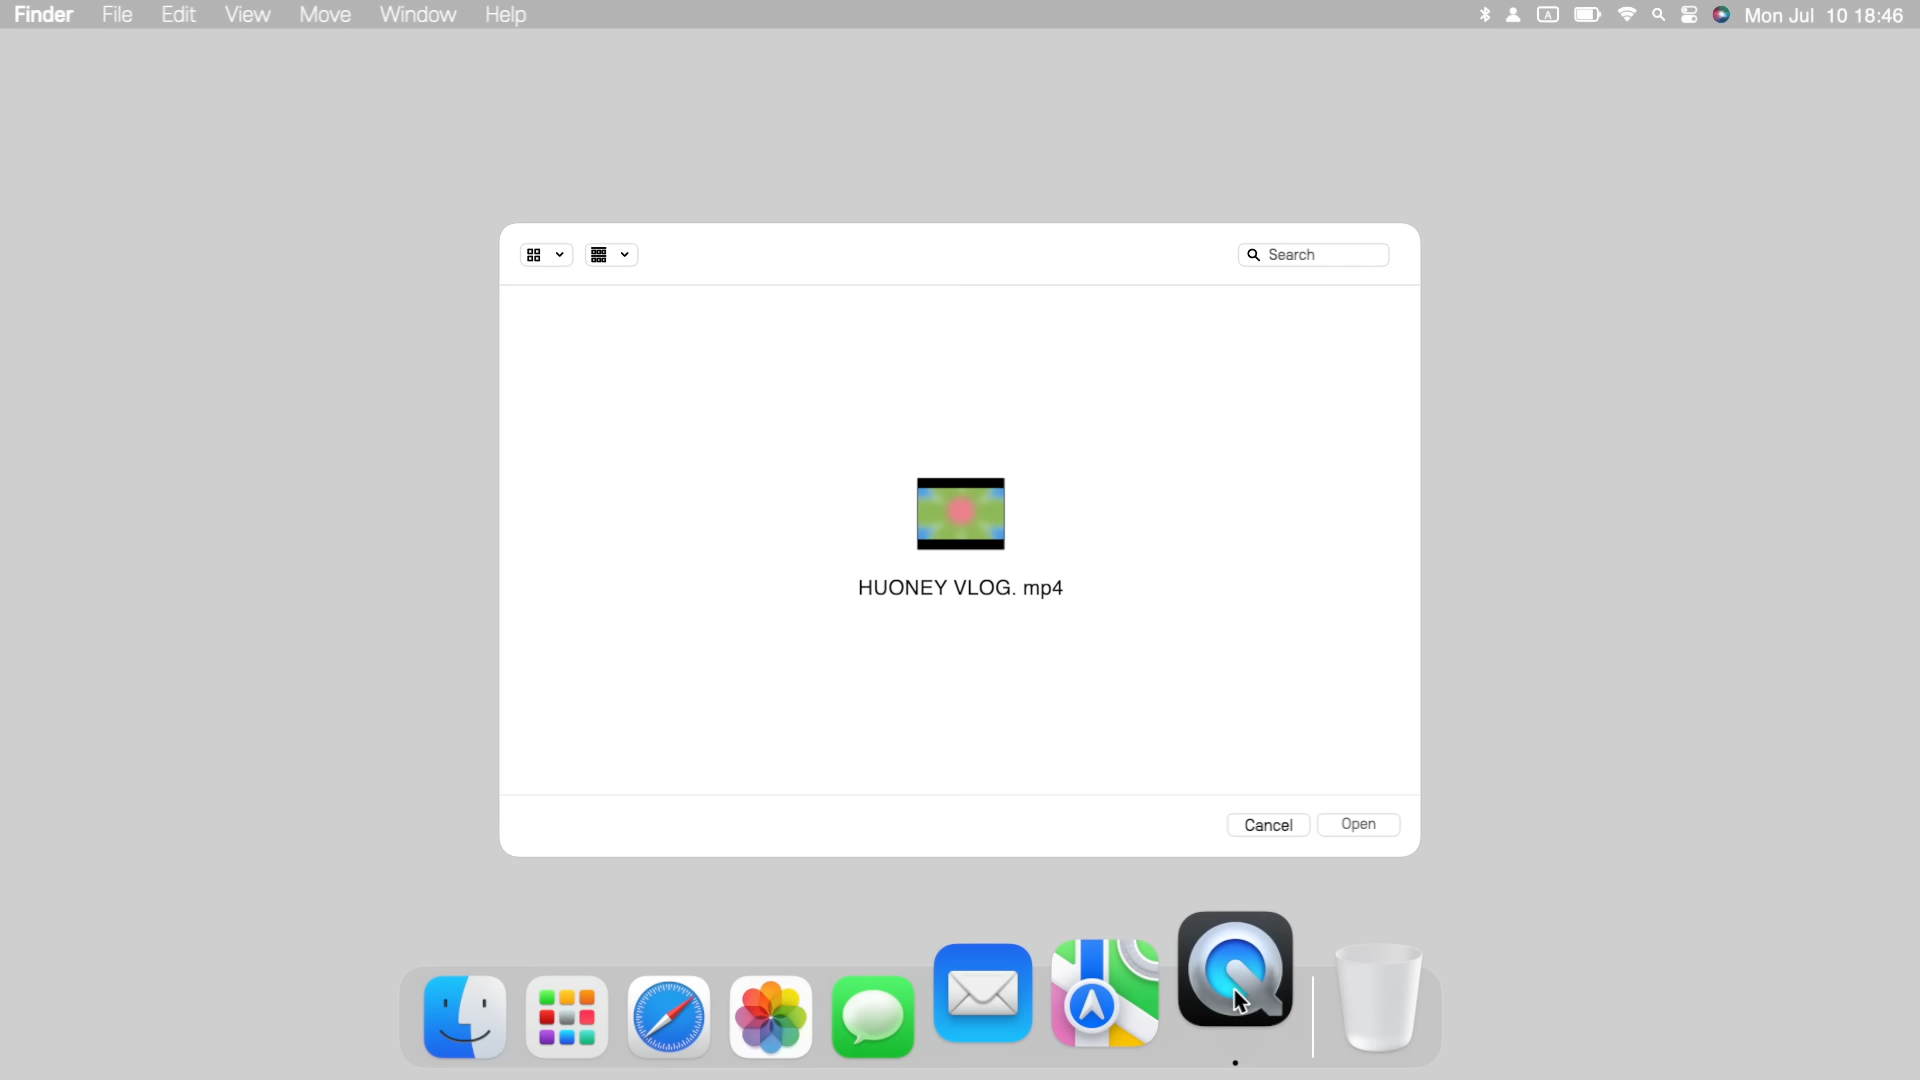 Finder File Edit View Move Window Help A Mon Jul 10 18:46
Search
HUONEY VLOG. mp4
Cancel Open